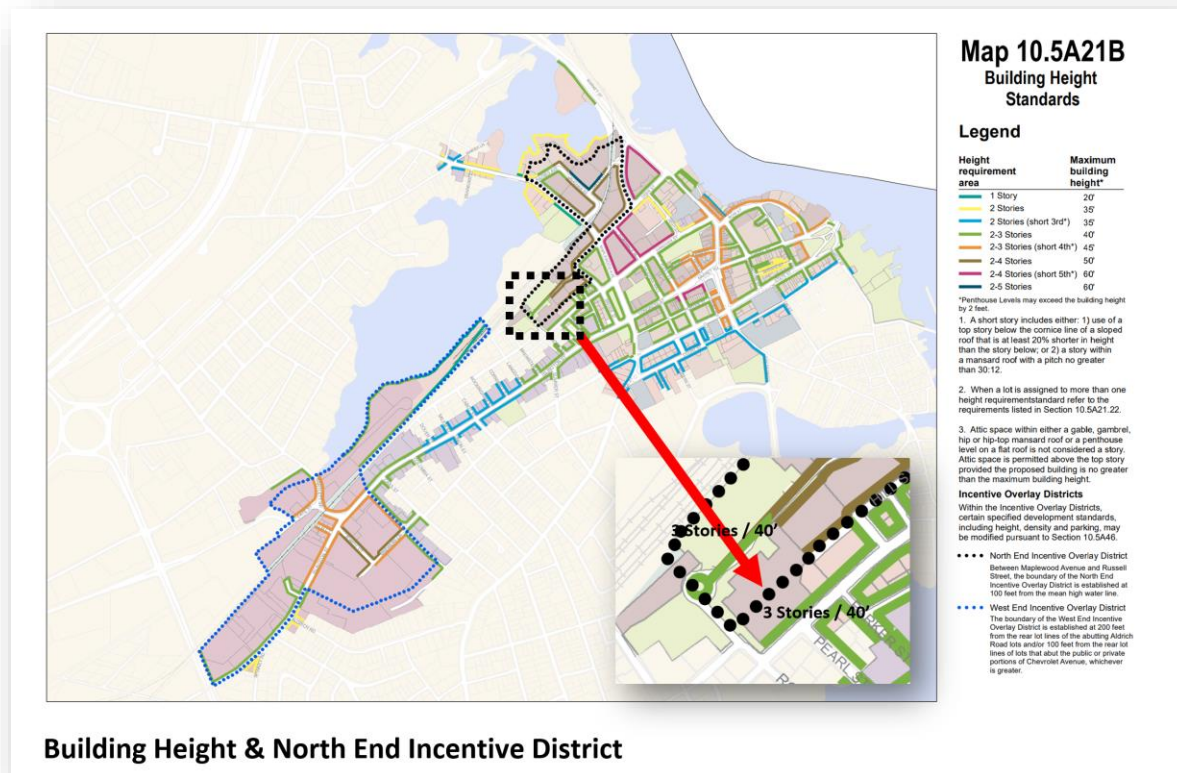 Map 10.5A21B
Building Height
Standards
Legend
Height requirement area Maximum building height*
1 Story 20'
2 Stories 35'
2 Stories (short 3rd*) 35'
2-3 Stories 40'
2-3 Stories (short 4th*) 45'
2-4 Stories 50'
2-4 Stories (short 5th*) 60'
2-5 Stories 60'
*Penthouse Levels may exceed the building height
by 2 feet.
1. A short story includes either: 1) use of a
top story below the cornice line of a sloped
roof that is at least 20% shorter in height
than the story below; or 2) a story within
a mansard roof with a pitch no greater
than 30:12.
2. When a lot is assigned to more than one
height requirementstandard refer to the
requirements listed in Section 10.5A21.22.
3. Attic space within either a gable, gambrel,
hip or hip-top mansard roof or a penthouse
level on a flat roof is not considered a story.
Attic space is permitted above the top story
provided the proposed building is no greater
than the maximum building height.
Incentive Overlay Districts
Within the Incentive Overlay Districts,
certain specified development standards,
including height, density and parking, may
be modified pursuant to Section 10.5A46.
North End Incentive Overlay District
Between Maplewood Avenue and Russell
Street, the boundary of the North End
Incentive Overlay District is established at
100 feet from the mean high water line.
West End Incentive Overlay District
The boundary of the West End Incentive
Overlay District is established at 200 feet
from the rear lot lines of the abutting Aldrich
Road lots and/or 100 feet from the rear lot
lines of lots that abut the public or private
portions of Chevrolet Avenue, whichever
is greater.
3 Stories / 40'
3 Stories / 40'
PEARL S
Building Height & North End Incentive District